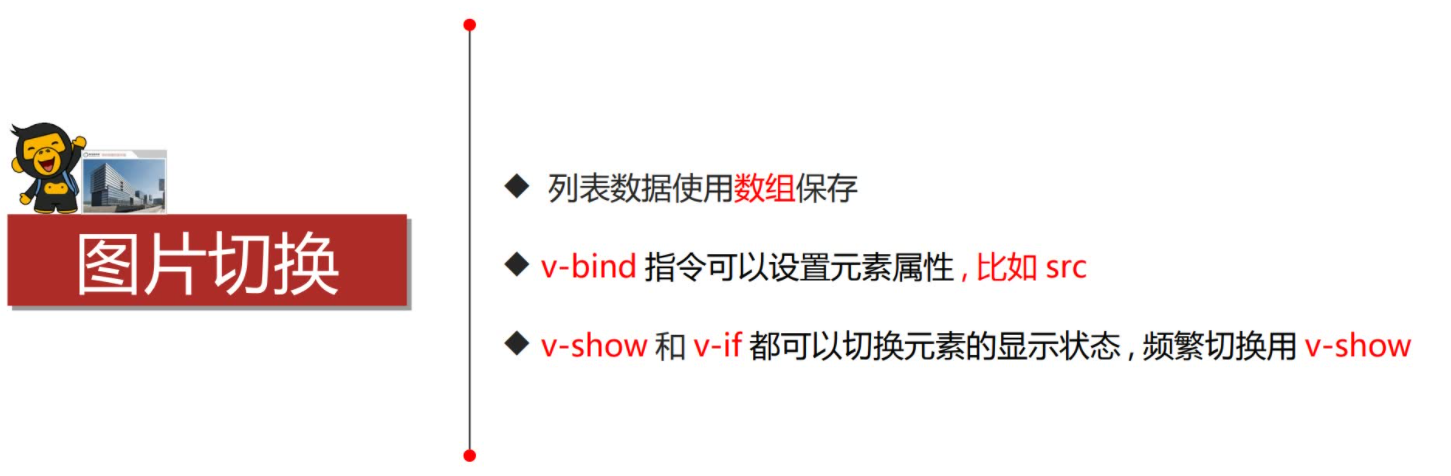 图片切换
列表数据使用数组保存
v-bind 指令可以设置元素属性 , 比如 src
v-show 和 v-if 都可以切换元素的显示状态 , 频繁切换用 v-show